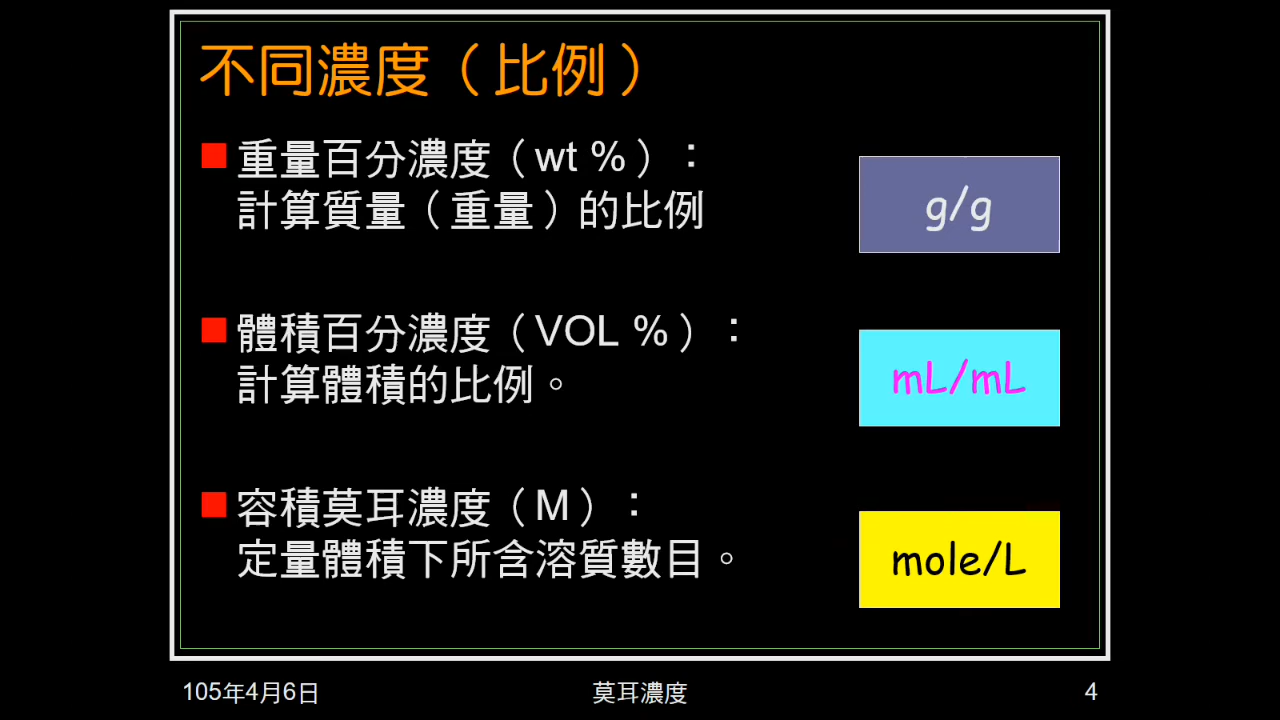 不同濃度（比例）
重量百分濃度（wt %）：
計算質量（重量）的比例
g/g
體積百分濃度（VOL %）：
計算體積的比例。
mL/mL
容積莫耳濃度（M）：
定量體積下所含溶質數目。
mole/L
105年4月6日
莫耳濃度
4